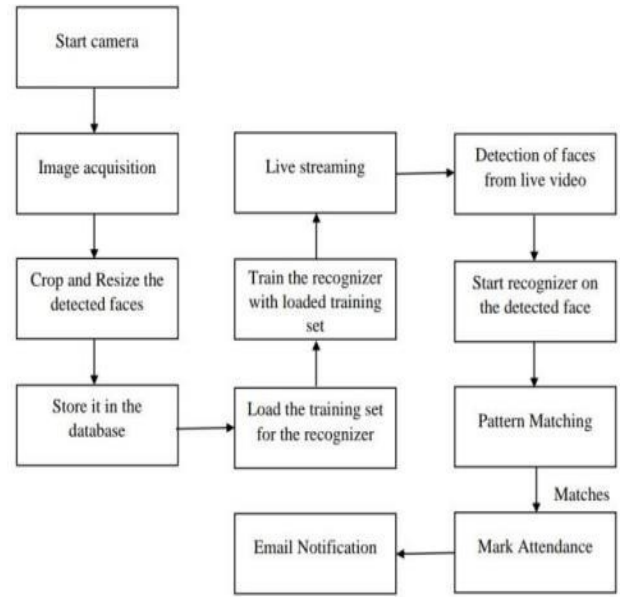 Start camera
Image acquisition
Crop and Resize the
detected faces
Store it in the
database
Load the training set
for the recognizer
Train the recognizer
with loaded training
set
Live streaming
Detection of faces
from live video
Start recognizer on
the detected face
Pattern Matching
Matches
Mark Attendance
Email Notification